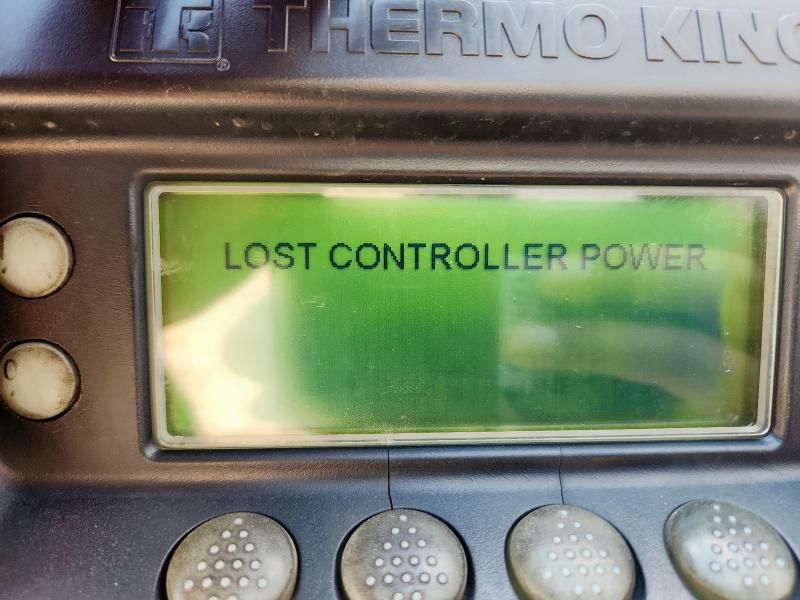 THERMO KING
®
LOST CONTROLLER POWER
O